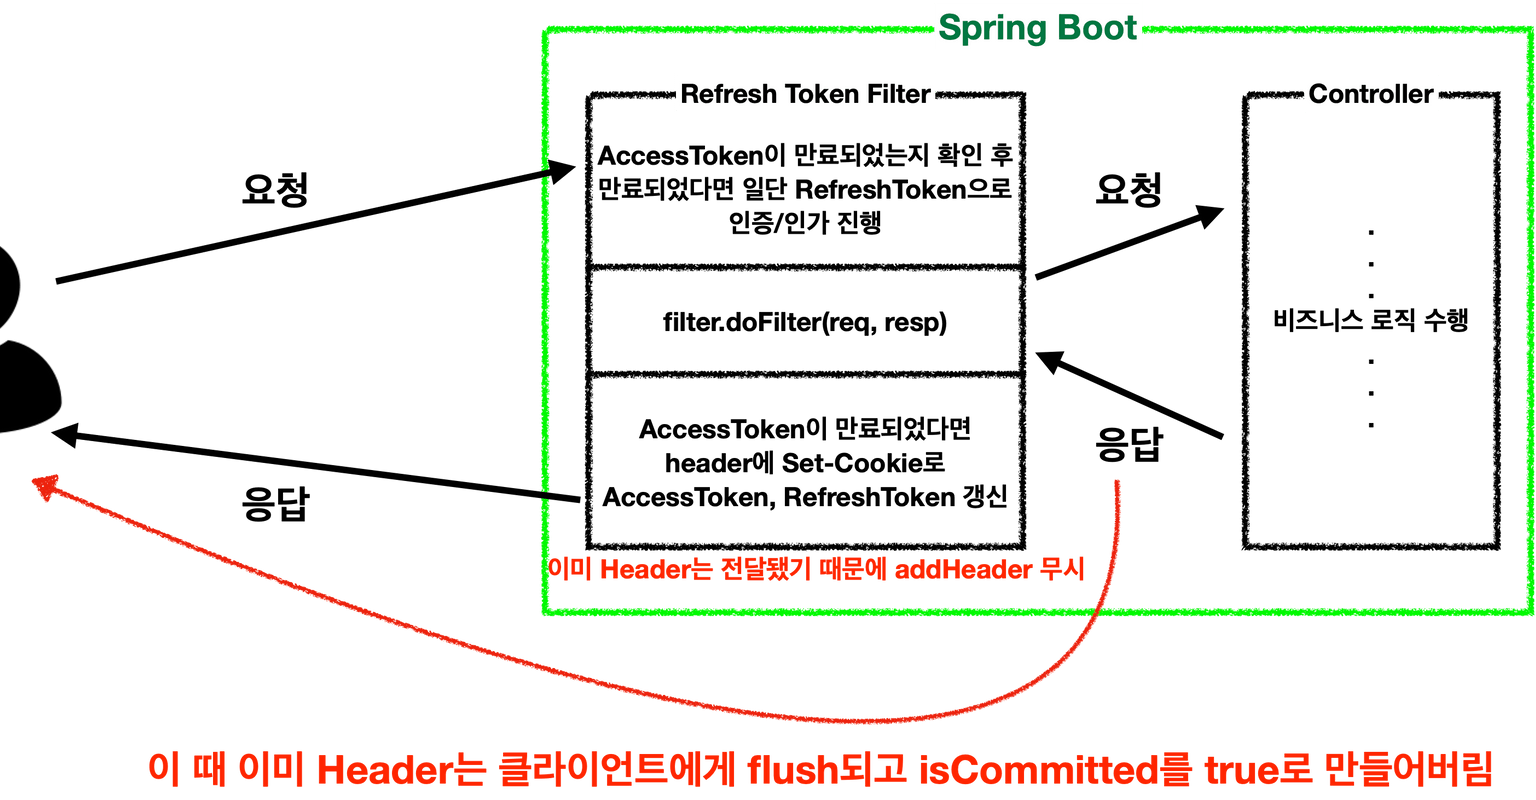 Spring Boot
Refresh Token Filter
Controller
AccessToken이 만료되었는지 확인 후
만료되었다면 일단 RefreshToken으로
인증/인가 진행
요청
요청
filter.doFilter(req, resp)
비즈니스 로직 수행
AccessToken이 만료되었다면
header에 Set-Cookie로
AccessToken, RefreshToken 갱신
응답
응답
이미 Header는 전달됐기 때문에 addHeader 무시
이 때 이미 Header는 클라이언트에게 flush되고 isCommitted를 true로 만들어버림